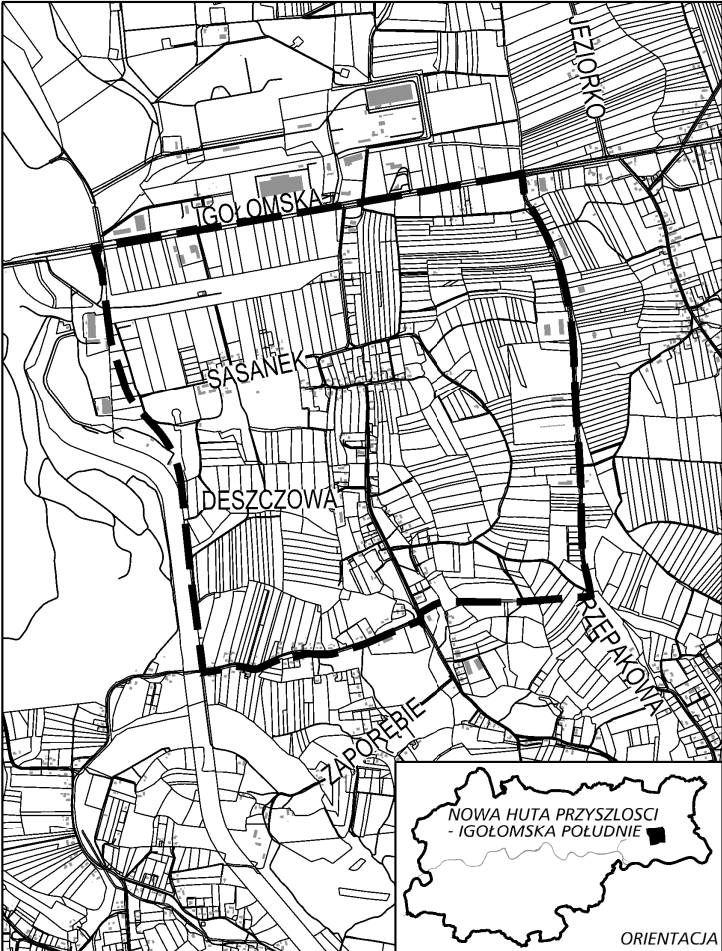 JEZIORKO
IGOŁOMSKA
SASANEK
DESZCZOWA
RZEPAKOWA
ZAPORĘBIE
NOWA HUTA PRZYSZLOSCI
- IGOŁOMSKA POŁUDNIE
ORIENTACJA